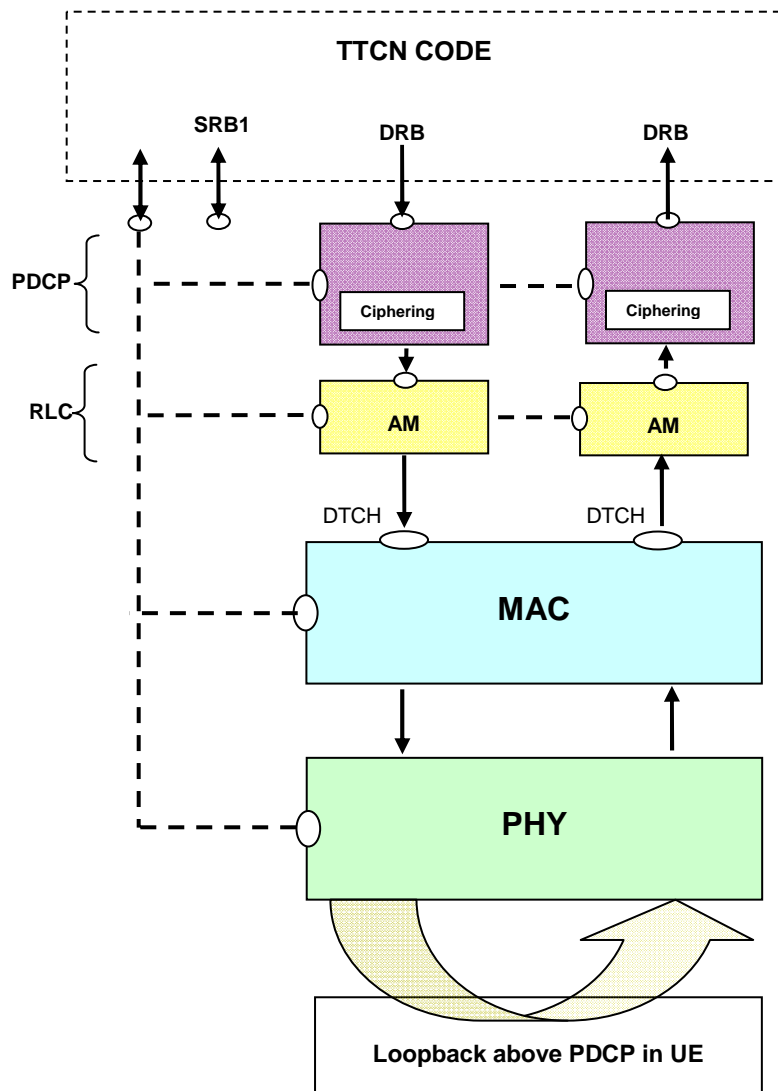 TTCN CODE
SRB1
DRB
DRB
PDCP
Ciphering
Ciphering
RLC
AM
AM
DTCH
DTCH
MAC
PHY
Loopback above PDCP in UE